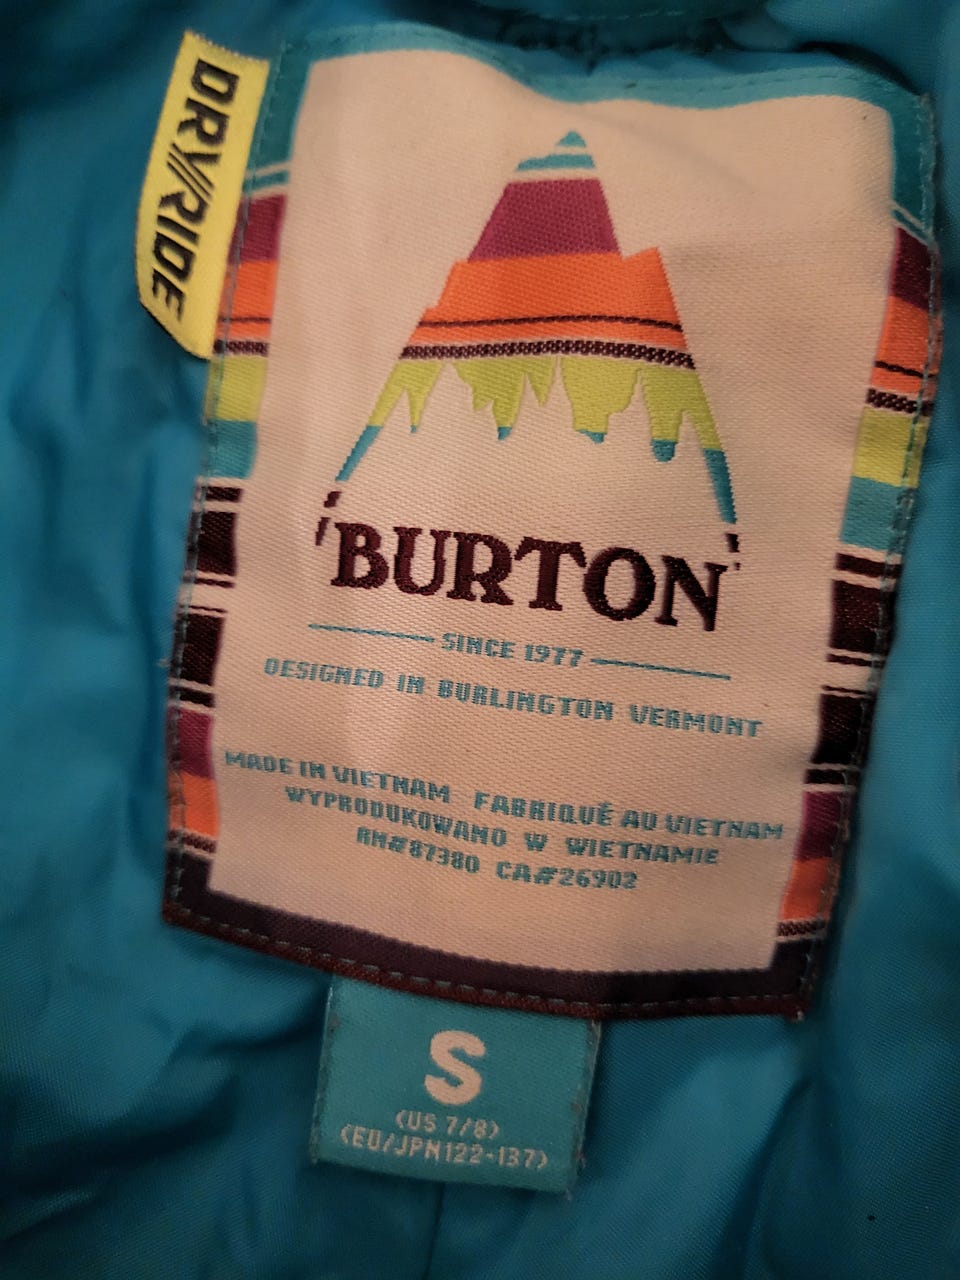 DRY//RIDE
'BURTON'
SINCE 1977
DESIGNED IN BURLINGTON VERMONT
MADE IN VIETNAM FABRIQUÉ AU VIETNAM
WYPRODUKOWANO W WIETNAMIE
RN#87380 CA#26902
S
(US 7/8)
(EU/JPN122-137)